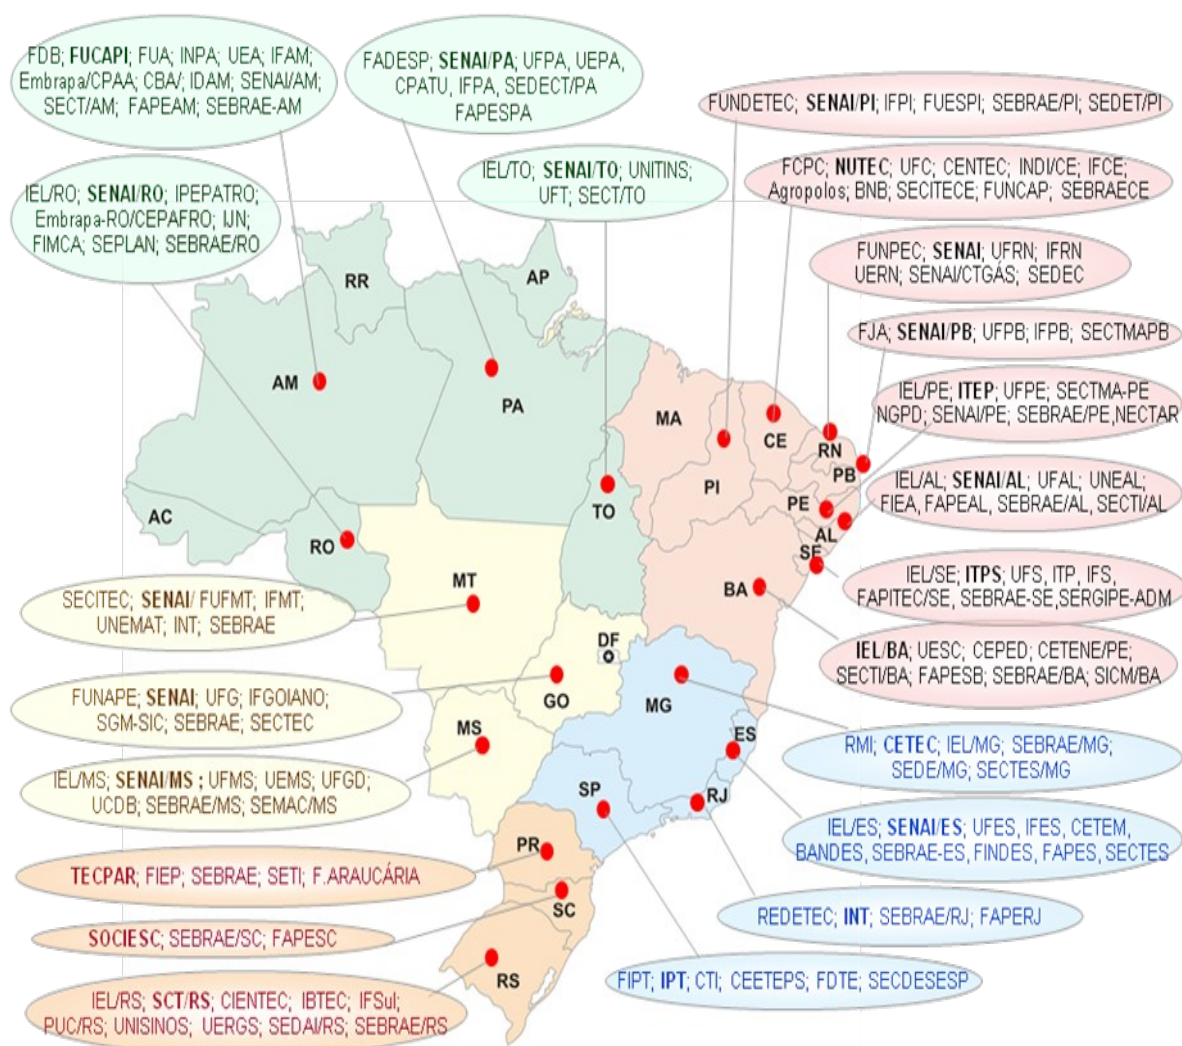 FDB; FUCAPI; FUA; INPA; UEA; IFAM;
Embrapa/CPAA; CBA/; IDAM; SENAI/AM;
SECT/AM; FAPEAM; SEBRAE-AM
FADESP; SENAI/PA; UFPA, UEPA,
CPATU, IFPA, SEDECT/PA
FAPESPA
FUNDETEC; SENAI/PI; IFPI; FUESPI; SEBRAE/PI; SEDET/PI
IEL/TO; SENAI/TO; UNITINS;
UFT; SECT/TO
FCPC; NUTEC; UFC; CENTEC; INDI/CE; IFCE;
Agropolos; BNB; SECITECE; FUNCAP; SEBRAECE
IEL/RO; SENAI/RO; IPEPATRO;
Embrapa-RO/CEPAFRO; IJN;
FIMCA; SEPLAN; SEBRAE/RO
FUNPEC; SENAI; UFRN; IFRN
UERN; SENAI/CTGÁS; SEDEC
FJA; SENAI/PB; UFPB; IFPB; SECTMAPB
IEL/PE; ITEP; UFPE; SECTMA-PE
NGPD; SENAI/PE; SEBRAE/PE,NECTAR
IEL/AL; SENAI/AL; UFAL; UNEAL;
FIEA, FAPEAL, SEBRAE/AL, SECTI/AL
IEL/SE; ITPS; UFS, ITP, IFS,
FAPITEC/SE, SEBRAE-SE,SERGIPE-ADM
IEL/BA; UESC; CEPED; CETENE/PE;
SECTI/BA; FAPESB; SEBRAE/BA; SICM/BA
RR
AP
AM
PA
MA
CE
RN
PB
PI
PE
AL
SE
TO
AC
RO
BA
MT
DF
GO
MG
MS
ES
SP
RJ
PR
SC
RS
SECITEC; SENAI/ FUFMT; IFMT;
UNEMAT; INT; SEBRAE
FUNAPE; SENAI; UFG; IFGOIANO;
SGM-SIC; SEBRAE; SECTEC
IEL/MS; SENAI/MS ; UFMS; UEMS; UFGD;
UCDB; SEBRAE/MS; SEMAC/MS
RMI; CETEC; IEL/MG; SEBRAE/MG;
SEDE/MG; SECTES/MG
IEL/ES; SENAI/ES; UFES, IFES, CETEM,
BANDES, SEBRAE-ES, FINDES, FAPES, SECTES
TECPAR; FIEP; SEBRAE; SETI; F.ARAUCÁRIA
REDETEC; INT; SEBRAE/RJ; FAPERJ
SOCIESC; SEBRAE/SC; FAPESC
FIPT; IPT; CTI; CEETEPS; FDTE; SECDESESP
IEL/RS; SCT/RS; CIENTEC; IBTEC; IFSul;
PUC/RS; UNISINOS; UERGS; SEDAI/RS; SEBRAE/RS